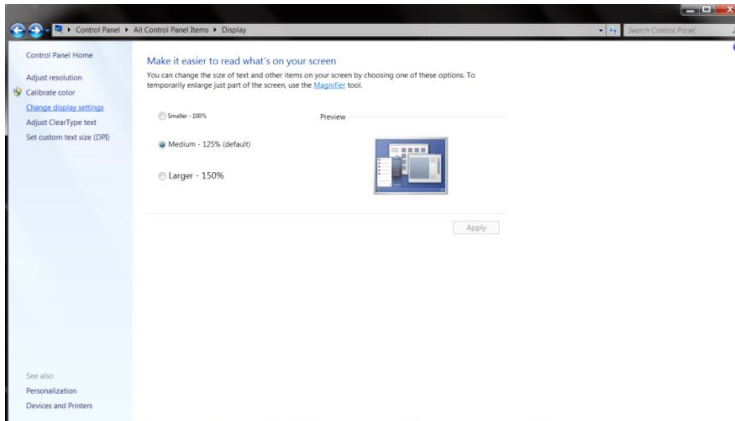 Control Panel ▸ All Control Panel Items ▸ Display
Search Control Panel
Control Panel Home
Adjust resolution
Calibrate color
Change display settings
Adjust ClearType text
Set custom text size (DPI)
See also
Personalization
Devices and Printers
Make it easier to read what's on your screen
You can change the size of text and other items on your screen by choosing one of these options. To
temporarily enlarge just part of the screen, use the Magnifier tool.
Smaller - 100%
Preview
Medium - 125% (default)
Larger - 150%
Apply